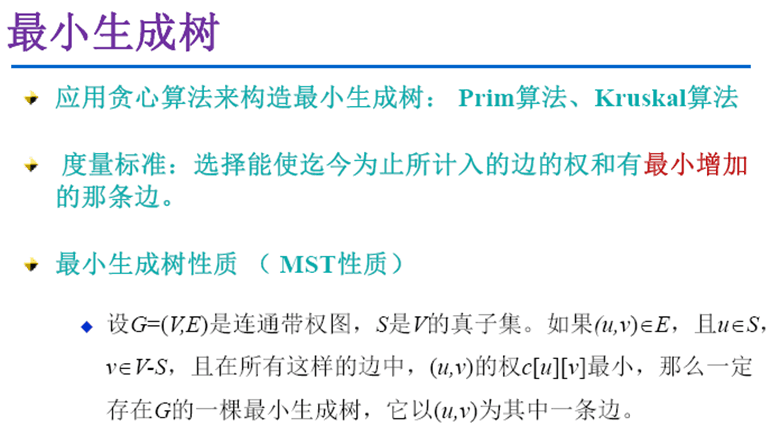 最小生成树
应用贪心算法来构造最小生成树： Prim算法、Kruskal算法
度量标准：选择能使迄今为止所计入的边的权和有最小增加
的那条边。
最小生成树性质 （ MST性质）
设G=(V,E)是连通带权图，S是V的真子集。如果(u,v)∈E，且u∈S，
v∈V-S，且在所有这样的边中，(u,v)的权c[u][v]最小，那么一定
存在G的一棵最小生成树，它以(u,v)为其中一条边。